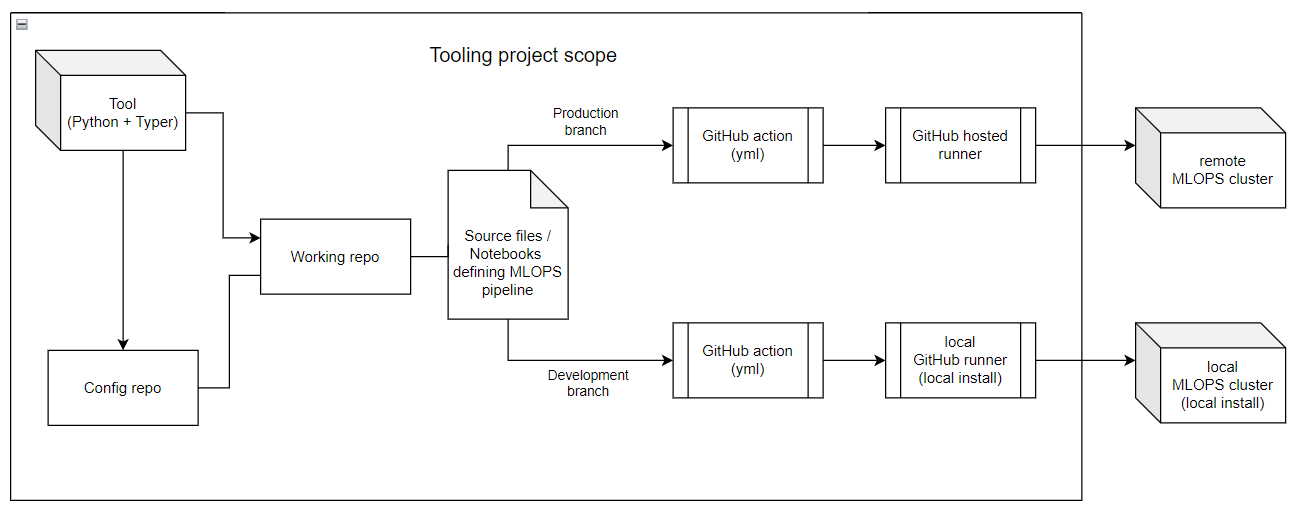 Tooling project scope
Tool
(Python + Typer)
Production
branch
GitHub action
(yml)
GitHub hosted
runner
remote
MLOPS cluster
Working repo
Source files /
Notebooks
defining MLOPS
pipeline
Config repo
Development
branch
GitHub action
(yml)
local
GitHub runner
(local install)
local
MLOPS cluster
(local install)